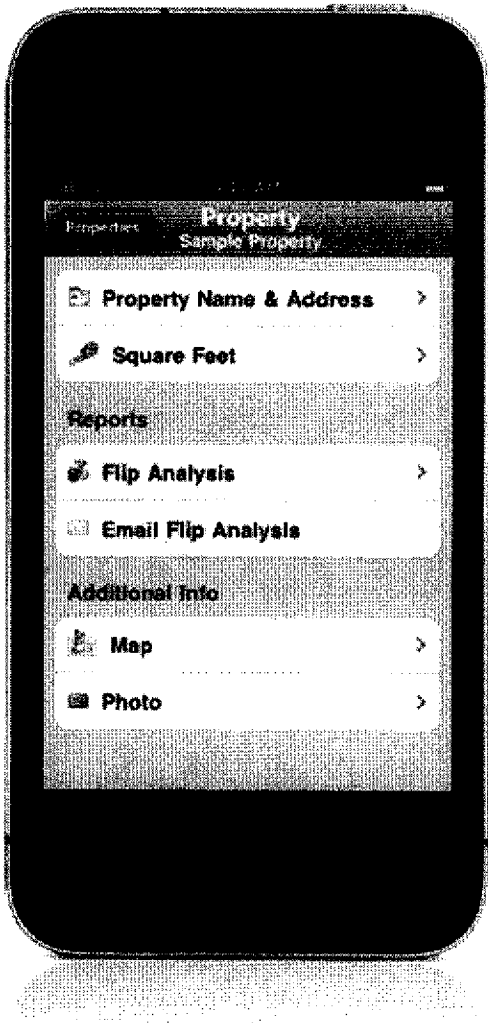 Properties
Property
Sample Property
Property Name & Address
Square Feet
Reports
Flip Analysis
Email Flip Analysis
Additional Info
Map
Photo